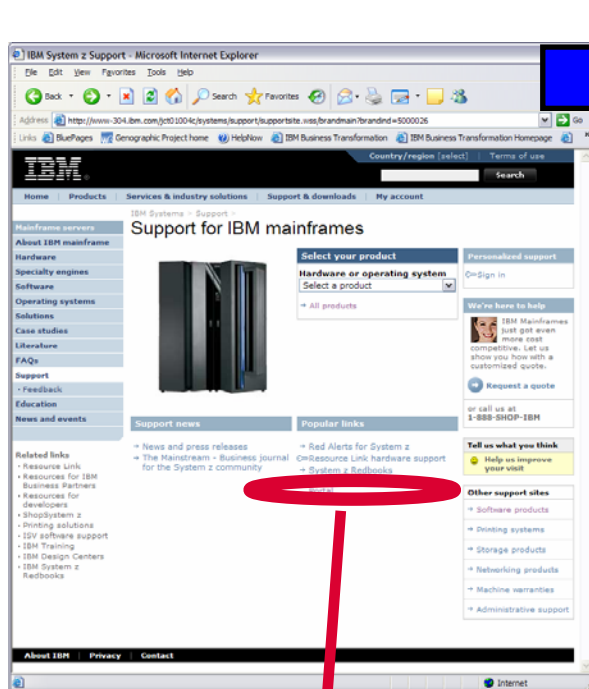 IBM System z Support - Microsoft Internet Explorer
File Edit View Favorites Tools Help
Back Search Favorites
Address http://www-304.ibm.com/jct01004c/systems/support/supportsite.wss/brandmain?brandind=5000026 Go
Links BluePages Genographic Project home HelpNow IBM Business Transformation IBM Business Transformation Homepage »
Country/region [select] | Terms of use
IBM®
Search
Home | Products | Services & industry solutions | Support & downloads | My account
IBM Systems > Support >
Support for IBM mainframes
Mainframe servers
About IBM mainframe
Hardware
Specialty engines
Software
Operating systems
Solutions
Case studies
Literature
FAQs
Support
· Feedback
Education
News and events
Related links
· Resource Link
· Resources for IBM
Business Partners
· Resources for
developers
· ShopSystem z
· Printing solutions
· ISV software support
· IBM Training
· IBM Design Centers
· IBM System z
Redbooks
Select your product
Hardware or operating system
Select a product
→ All products
Support news
→ News and press releases
→ The Mainstream - Business journal
for the System z community
Popular links
→ Red Alerts for System z
Resource Link hardware support
→ System z Redbooks
Portal
Personalized support
Sign in
We're here to help
IBM Mainframes
just got even
more cost
competitive. Let us
show you how with a
customized quote.
Request a quote
or call us at
1-888-SHOP-IBM
Tell us what you think
Help us improve
your visit
Other support sites
→ Software products
→ Printing systems
→ Storage products
→ Networking products
→ Machine warranties
→ Administrative support
About IBM | Privacy | Contact
Internet